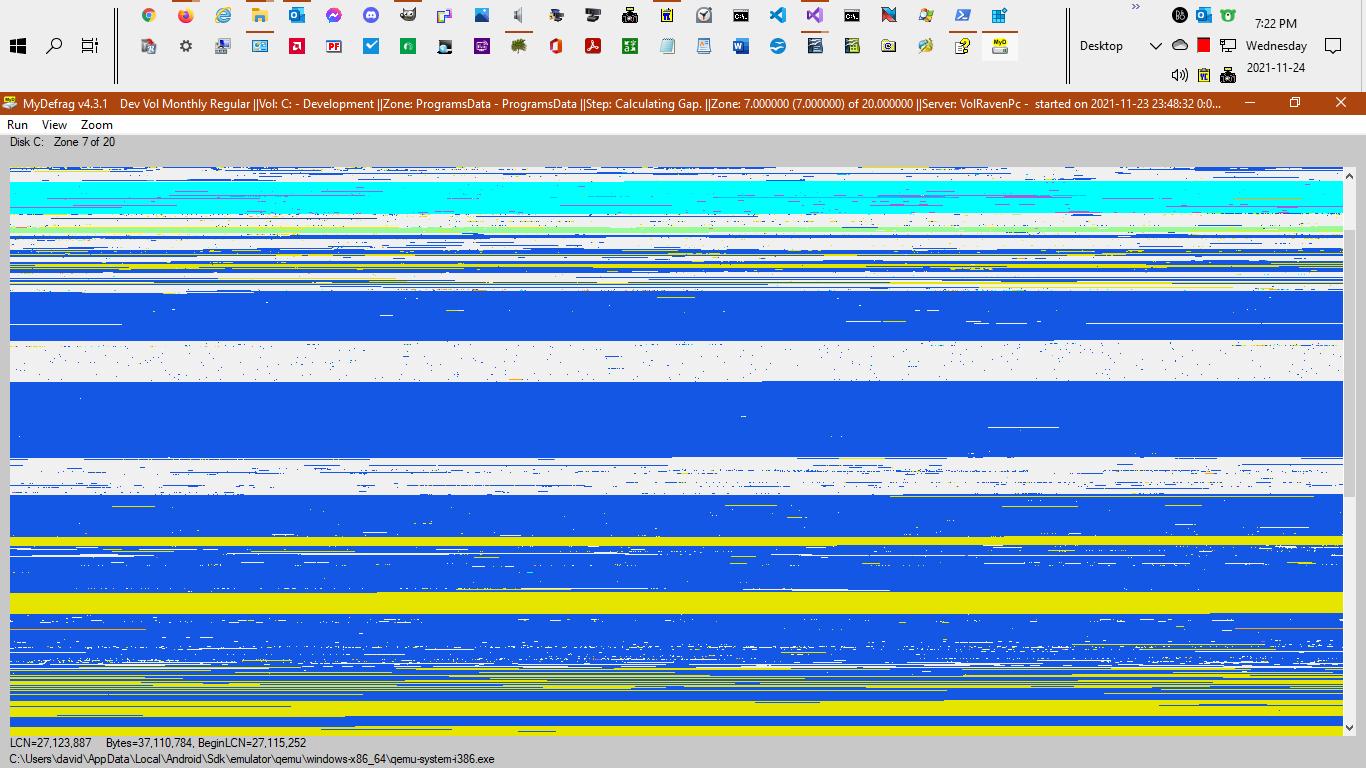 7:22 PM
Desktop
Wednesday
2021-11-24
MyDefrag v4.3.1 Dev Vol Monthly Regular ||Vol: C: - Development ||Zone: ProgramsData - ProgramsData ||Step: Calculating Gap. ||Zone: 7.000000 (7.000000) of 20.000000 ||Server: VolRavenPc - started on 2021-11-23 23:48:32 0:0...
Run View Zoom
Disk C: Zone 7 of 20
LCN=27,123,887 Bytes=37,110,784, BeginLCN=27,115,252
C:\Users\david\AppData\Local\Android\Sdk\emulator\qemu\windows-x86_64\qemu-system-i386.exe